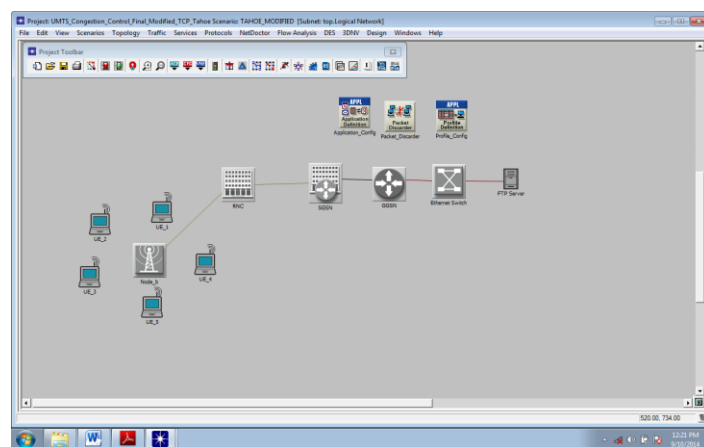 Project: UMTS_Congestion_Control_Final_Modified_TCP_Tahoe Scenario: TAHOE_MODIFIED [Subnet: top.Logical Network]
File Edit View Scenarios Topology Traffic Services Protocols NetDoctor Flow Analysis DES 3DNV Design Windows Help
Project Toolbar
APPL
Application
Definition
Application_Config
Packet
Discarder
Packet_Discarder
APPL
Profile
Definition
Profile_Config
RNC
SGSN
GGSN
Ethernet Switch
FTP Server
UE_1
UE_2
Node_b
UE_4
UE_3
UE_5
520.00, 734.00
W
12:21 PM
9/10/2014